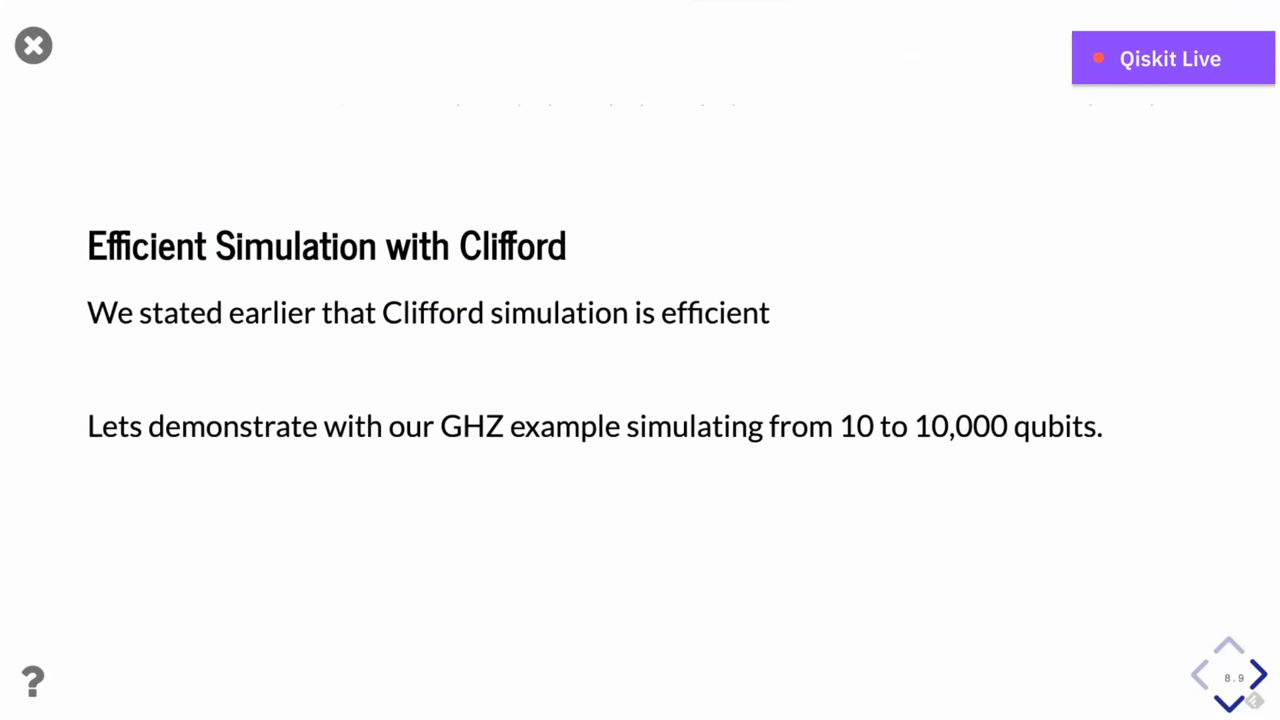 Qiskit Live
Efficient Simulation with Clifford
We stated earlier that Clifford simulation is efficient
Lets demonstrate with our GHZ example simulating from 10 to 10,000 qubits.
?
8.9